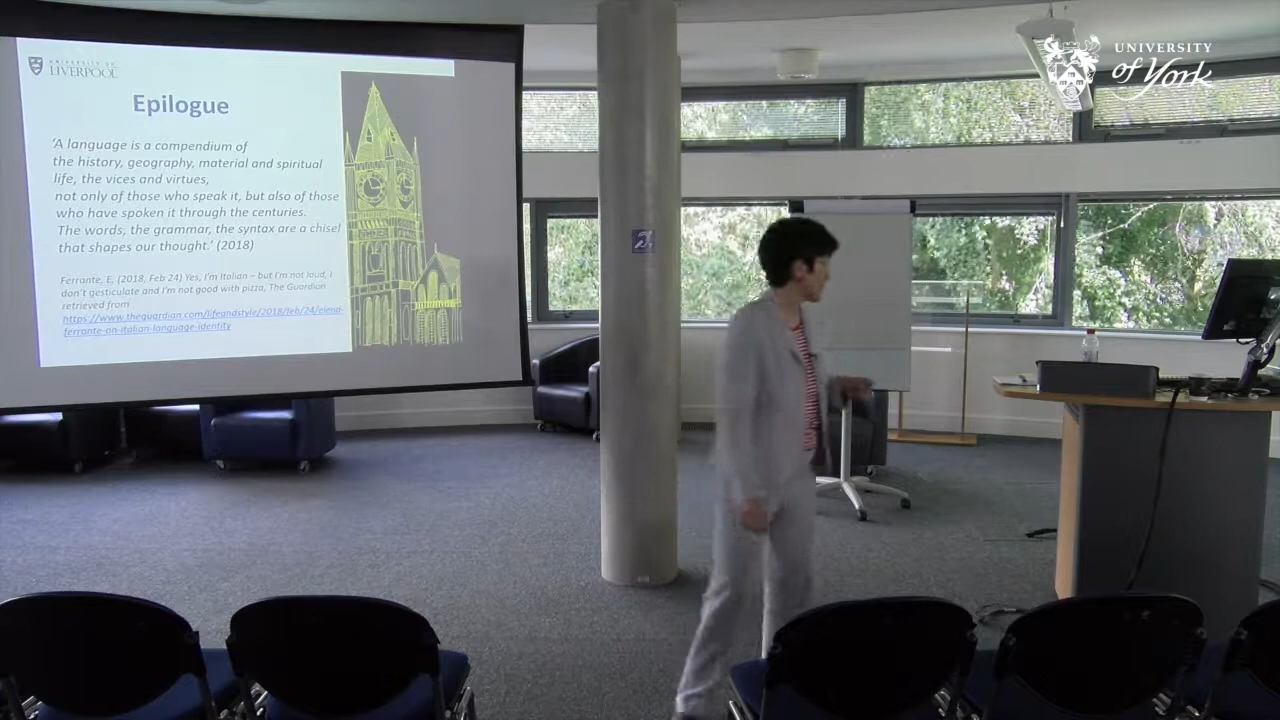 UNIVERSITY OF
LIVERPOOL
Epilogue
‘A language is a compendium of
the history, geography, material and spiritual
life, the vices and virtues,
not only of those who speak it, but also of those
who have spoken it through the centuries.
The words, the grammar, the syntax are a chisel
that shapes our thought.’ (2018)
Ferrante, E. (2018, Feb 24) Yes, I'm Italian – but I'm not loud, I
don't gesticulate and I'm not good with pizza, The Guardian
retrieved from
https://www.theguardian.com/lifeandstyle/2018/feb/24/elena-
ferrante-on-italian-language-identity
UNIVERSITY
of York